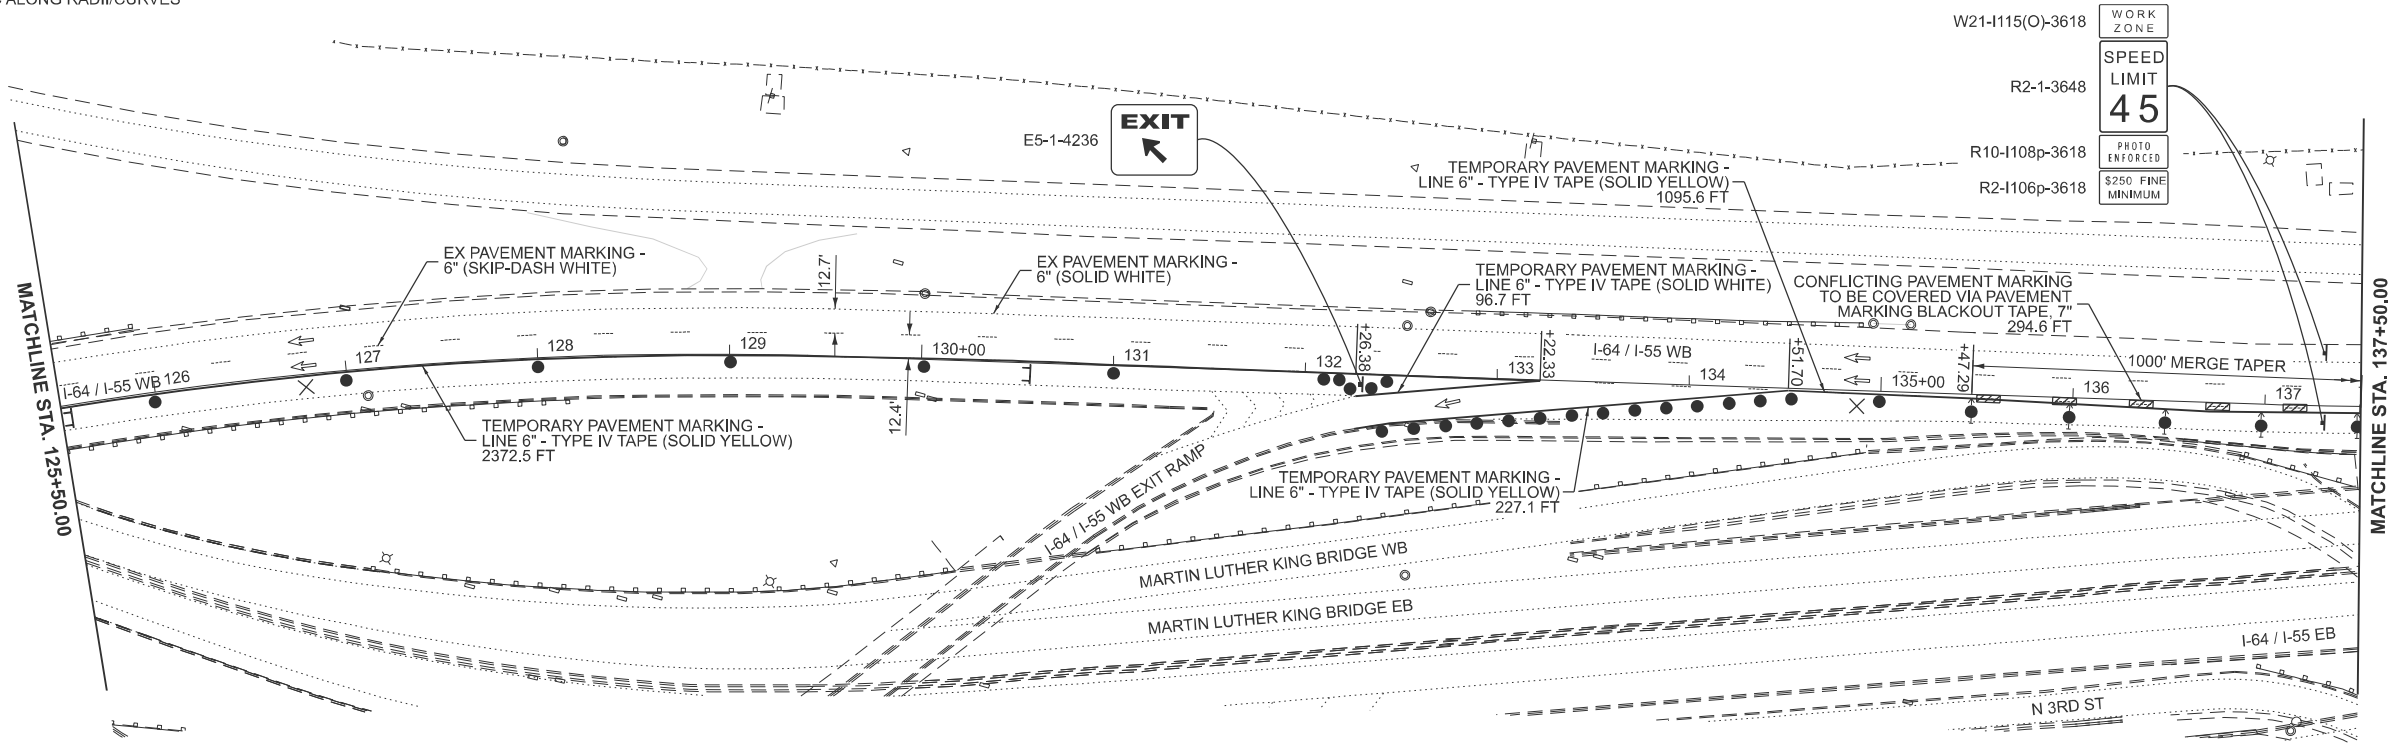 ALONG RADII/CURVES
W21-I115(O)-3618
WORK
ZONE
SPEED
LIMIT
45
R2-1-3648
R10-I108p-3618
PHOTO
ENFORCED
R2-I106p-3618
$250 FINE
MINIMUM
E5-1-4236
EXIT
TEMPORARY PAVEMENT MARKING -
LINE 6" - TYPE IV TAPE (SOLID YELLOW)
1095.6 FT
EX PAVEMENT MARKING -
6" (SKIP-DASH WHITE)
12.7'
EX PAVEMENT MARKING -
6" (SOLID WHITE)
TEMPORARY PAVEMENT MARKING -
LINE 6" - TYPE IV TAPE (SOLID WHITE)
96.7 FT
CONFLICTING PAVEMENT MARKING
TO BE COVERED VIA PAVEMENT
MARKING BLACKOUT TAPE, 7"
294.6 FT
MATCHLINE STA. 125+50.00
MATCHLINE STA. 137+50.00
I-64 / I-55 WB
126
127
128
129
130+00
131
132
+26.38
133
+22.33
I-64 / I-55 WB
134
+51.70
135+00
+47.29
1000' MERGE TAPER
136
137
12.4'
TEMPORARY PAVEMENT MARKING -
LINE 6" - TYPE IV TAPE (SOLID YELLOW)
2372.5 FT
TEMPORARY PAVEMENT MARKING -
LINE 6" - TYPE IV TAPE (SOLID YELLOW)
227.1 FT
I-64 / I-55 WB EXIT RAMP
MARTIN LUTHER KING BRIDGE WB
MARTIN LUTHER KING BRIDGE EB
I-64 / I-55 EB
N 3RD ST